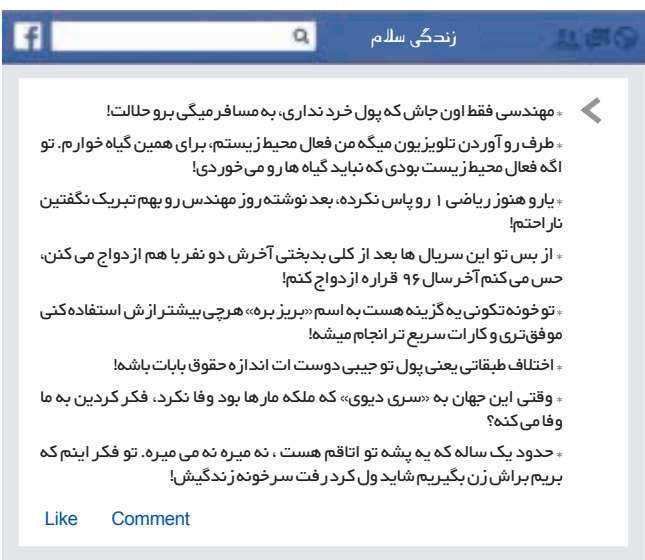 زندگی سلام
* مهندسی فقط اون جاش که پول خرد نداری، به مسافر میگی برو حلالت!
* طرف رو آوردن تلویزیون میگه من فعال محیط زیستم، برای همین گیاه خوارم. تو
اگه فعال محیط زیست بودی که نباید گیاه ها رو می خوردی!
* یارو هنوز ریاضی ۱ رو پاس نکرده، بعد نوشته روز مهندس رو بهم تبریک نگفتین
ناراحتم!
* از بس تو این سریال ها بعد از کلی بدبختی آخرش دو نفر با هم ازدواج می کنن،
حس می کنم آخر سال ۹۶ قراره ازدواج کنم!
* تو خونه تکونی یه گزینه هست به اسم «بریز بره» هرچی بیشتر ازش استفاده کنی
موفق تری و کارات سریع تر انجام میشه!
* اختلاف طبقاتی یعنی پول تو جیبی دوست ات اندازه حقوق بابات باشه!
* وقتی این جهان به «سری دیوی» که ملکه مارها بود وفا نکرد، فکر کردین به ما
وفا می کنه؟
* حدود یک ساله که یه پشه تو اتاقم هست ، نه میره نه می میره. تو فکر اینم که
بریم براش زن بگیریم شاید ول کرد رفت سر خونه زندگیش!
Like Comment